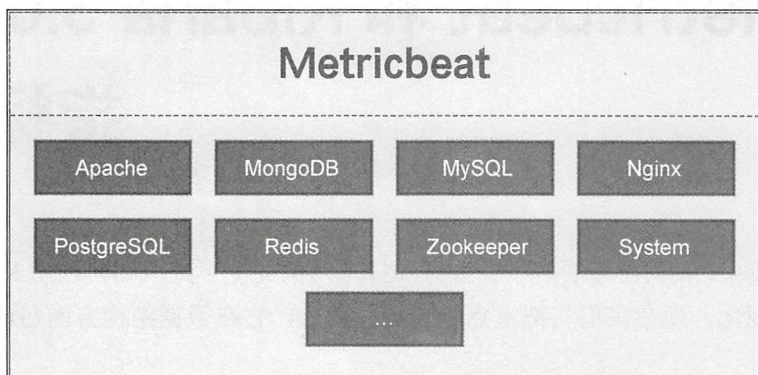 Metricbeat
Apache MongoDB MySQL Nginx
PostgreSQL Redis Zookeeper System
...